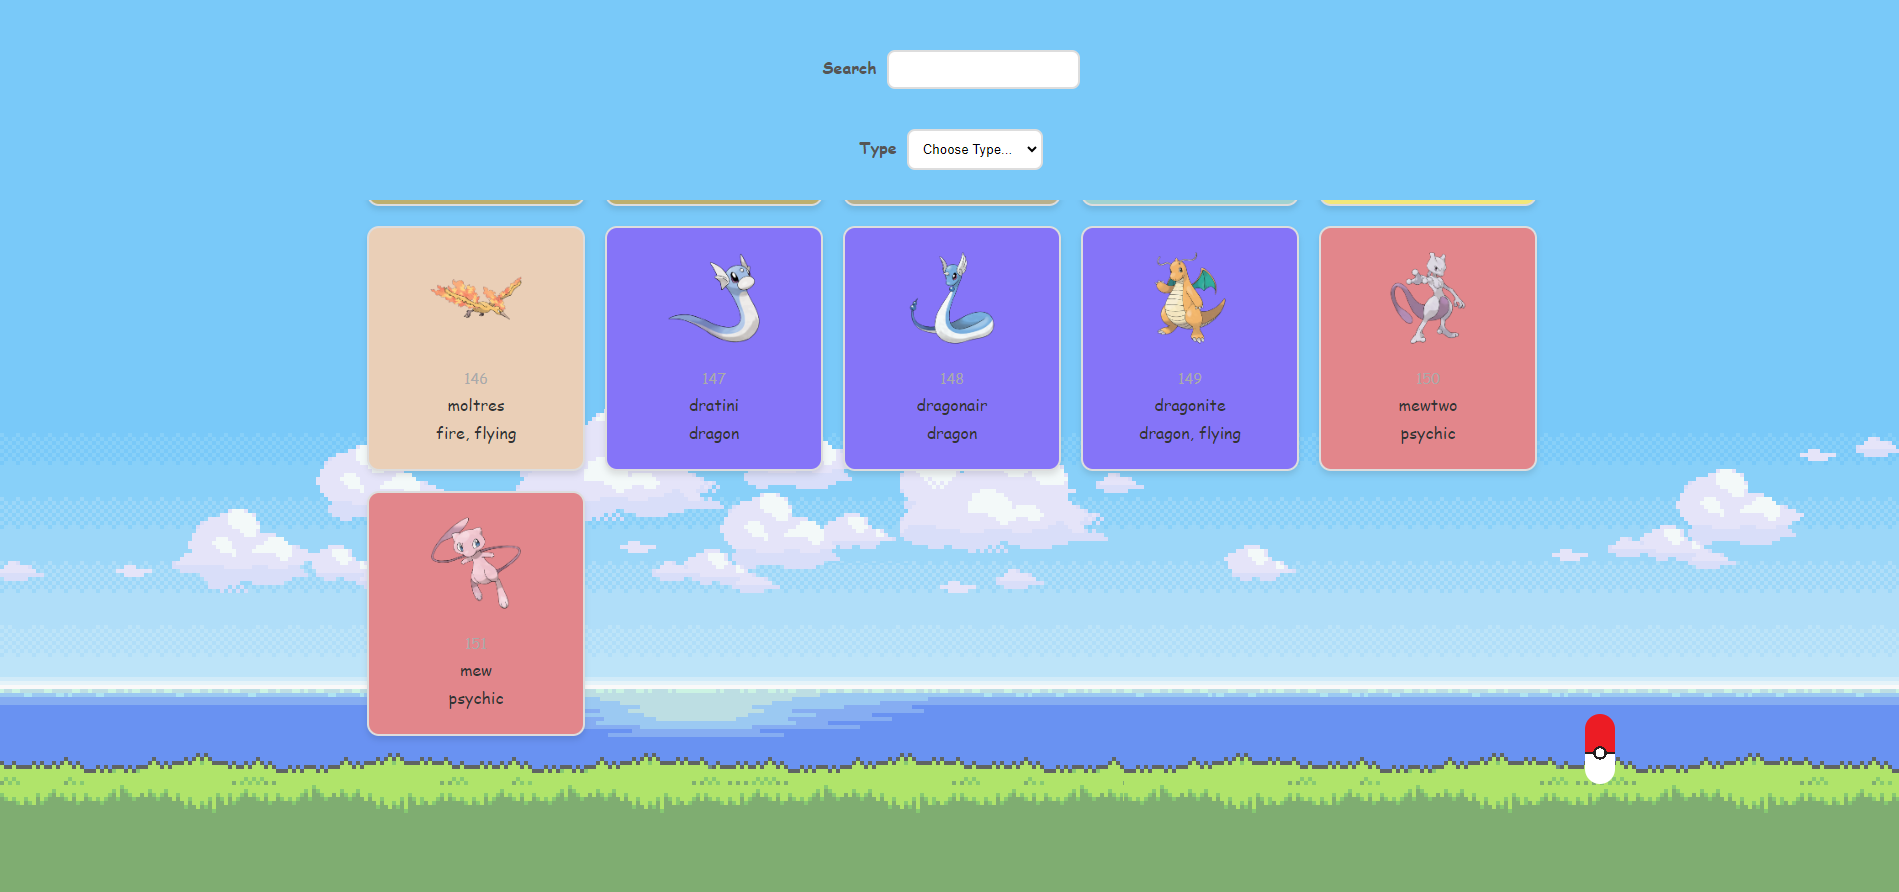 Search
Type Choose Type...
146
moltres
fire, flying
147
dratini
dragon
148
dragonair
dragon
149
dragonite
dragon, flying
150
mewtwo
psychic
151
mew
psychic